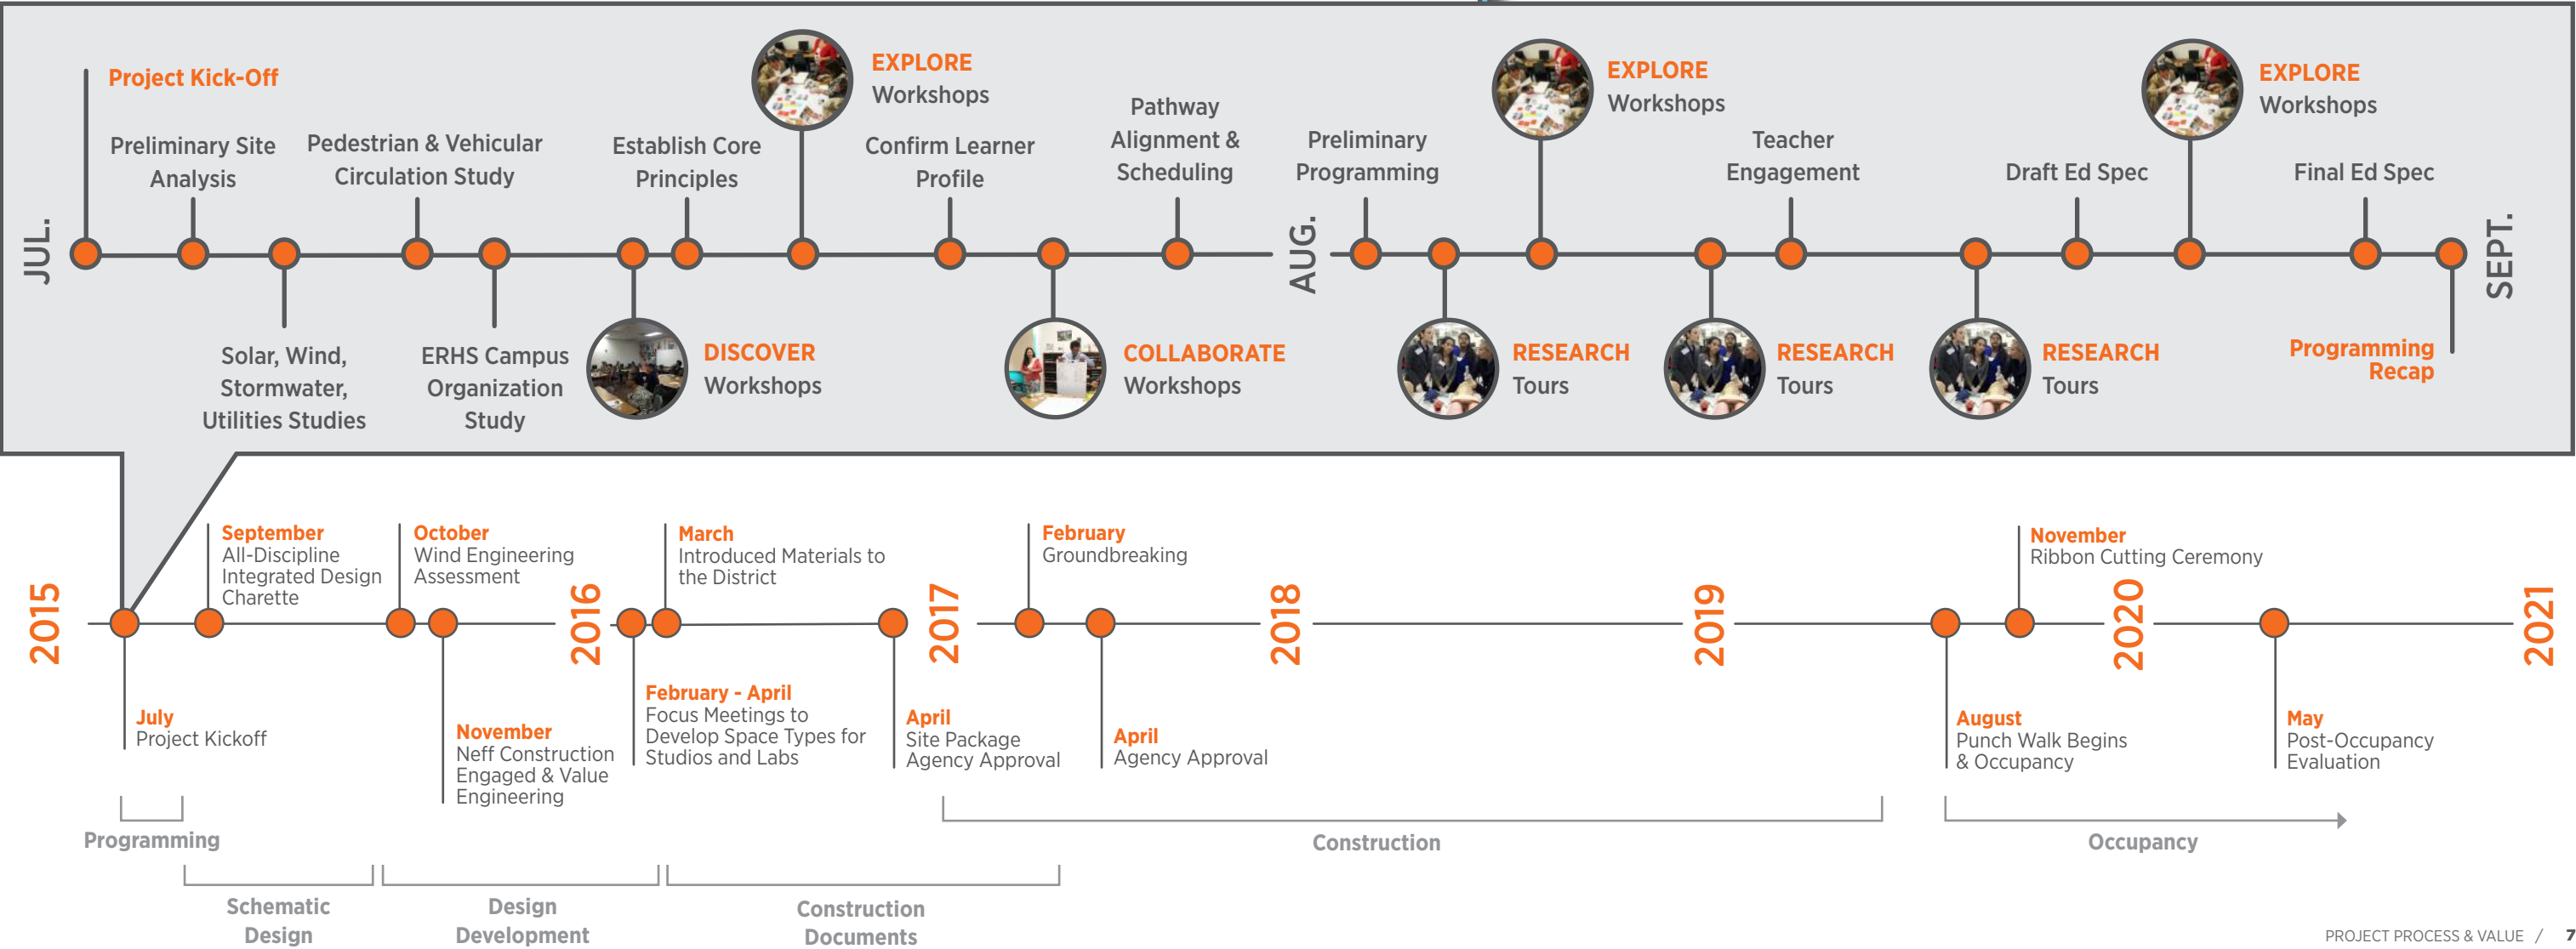 Project Kick-Off
Preliminary Site
Analysis
Pedestrian & Vehicular
Circulation Study
Establish Core
Principles
EXPLORE
Workshops
Confirm Learner
Profile
Pathway
Alignment &
Scheduling
Preliminary
Programming
EXPLORE
Workshops
Teacher
Engagement
Draft Ed Spec
EXPLORE
Workshops
Final Ed Spec
JUL.
AUG.
SEPT.
Solar, Wind,
Stormwater,
Utilities Studies
ERHS Campus
Organization
Study
DISCOVER
Workshops
COLLABORATE
Workshops
RESEARCH
Tours
RESEARCH
Tours
RESEARCH
Tours
Programming
Recap
September
All-Discipline
Integrated Design
Charette
October
Wind Engineering
Assessment
March
Introduced Materials to
the District
February
Groundbreaking
November
Ribbon Cutting Ceremony
2015
2016
2017
2018
2019
2020
2021
July
Project Kickoff
November
Neff Construction
Engaged & Value
Engineering
February - April
Focus Meetings to
Develop Space Types for
Studios and Labs
April
Site Package
Agency Approval
April
Agency Approval
August
Punch Walk Begins
& Occupancy
May
Post-Occupancy
Evaluation
Programming
Construction
Occupancy
Schematic
Design
Design
Development
Construction
Documents
PROJECT PROCESS & VALUE / 7